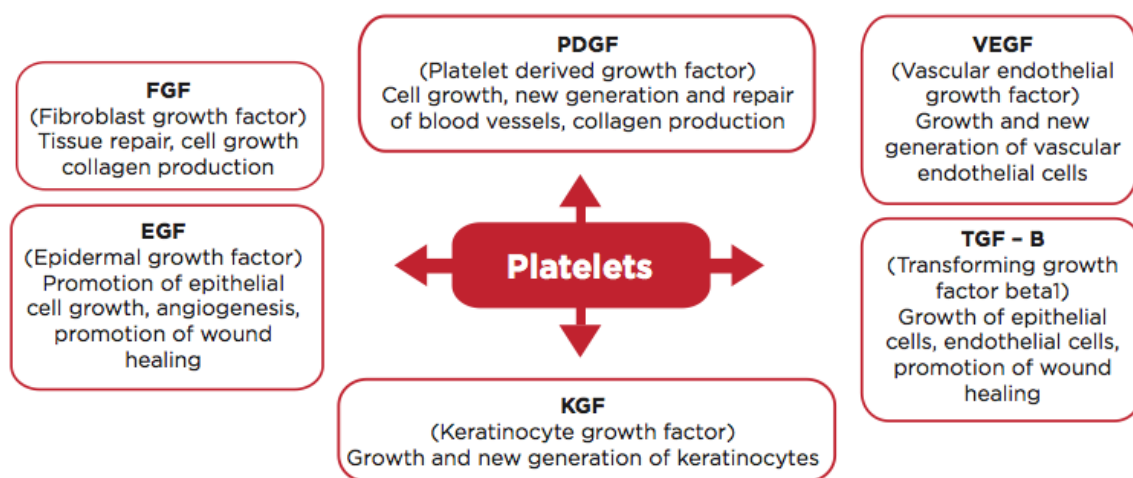 FGF
(Fibroblast growth factor)
Tissue repair, cell growth
collagen production
PDGF
(Platelet derived growth factor)
Cell growth, new generation and repair
of blood vessels, collagen production
VEGF
(Vascular endothelial
growth factor)
Growth and new
generation of vascular
endothelial cells
EGF
(Epidermal growth factor)
Promotion of epithelial
cell growth, angiogenesis,
promotion of wound
healing
Platelets
TGF – B
(Transforming growth
factor beta1)
Growth of epithelial
cells, endothelial cells,
promotion of wound
healing
KGF
(Keratinocyte growth factor)
Growth and new generation of keratinocytes